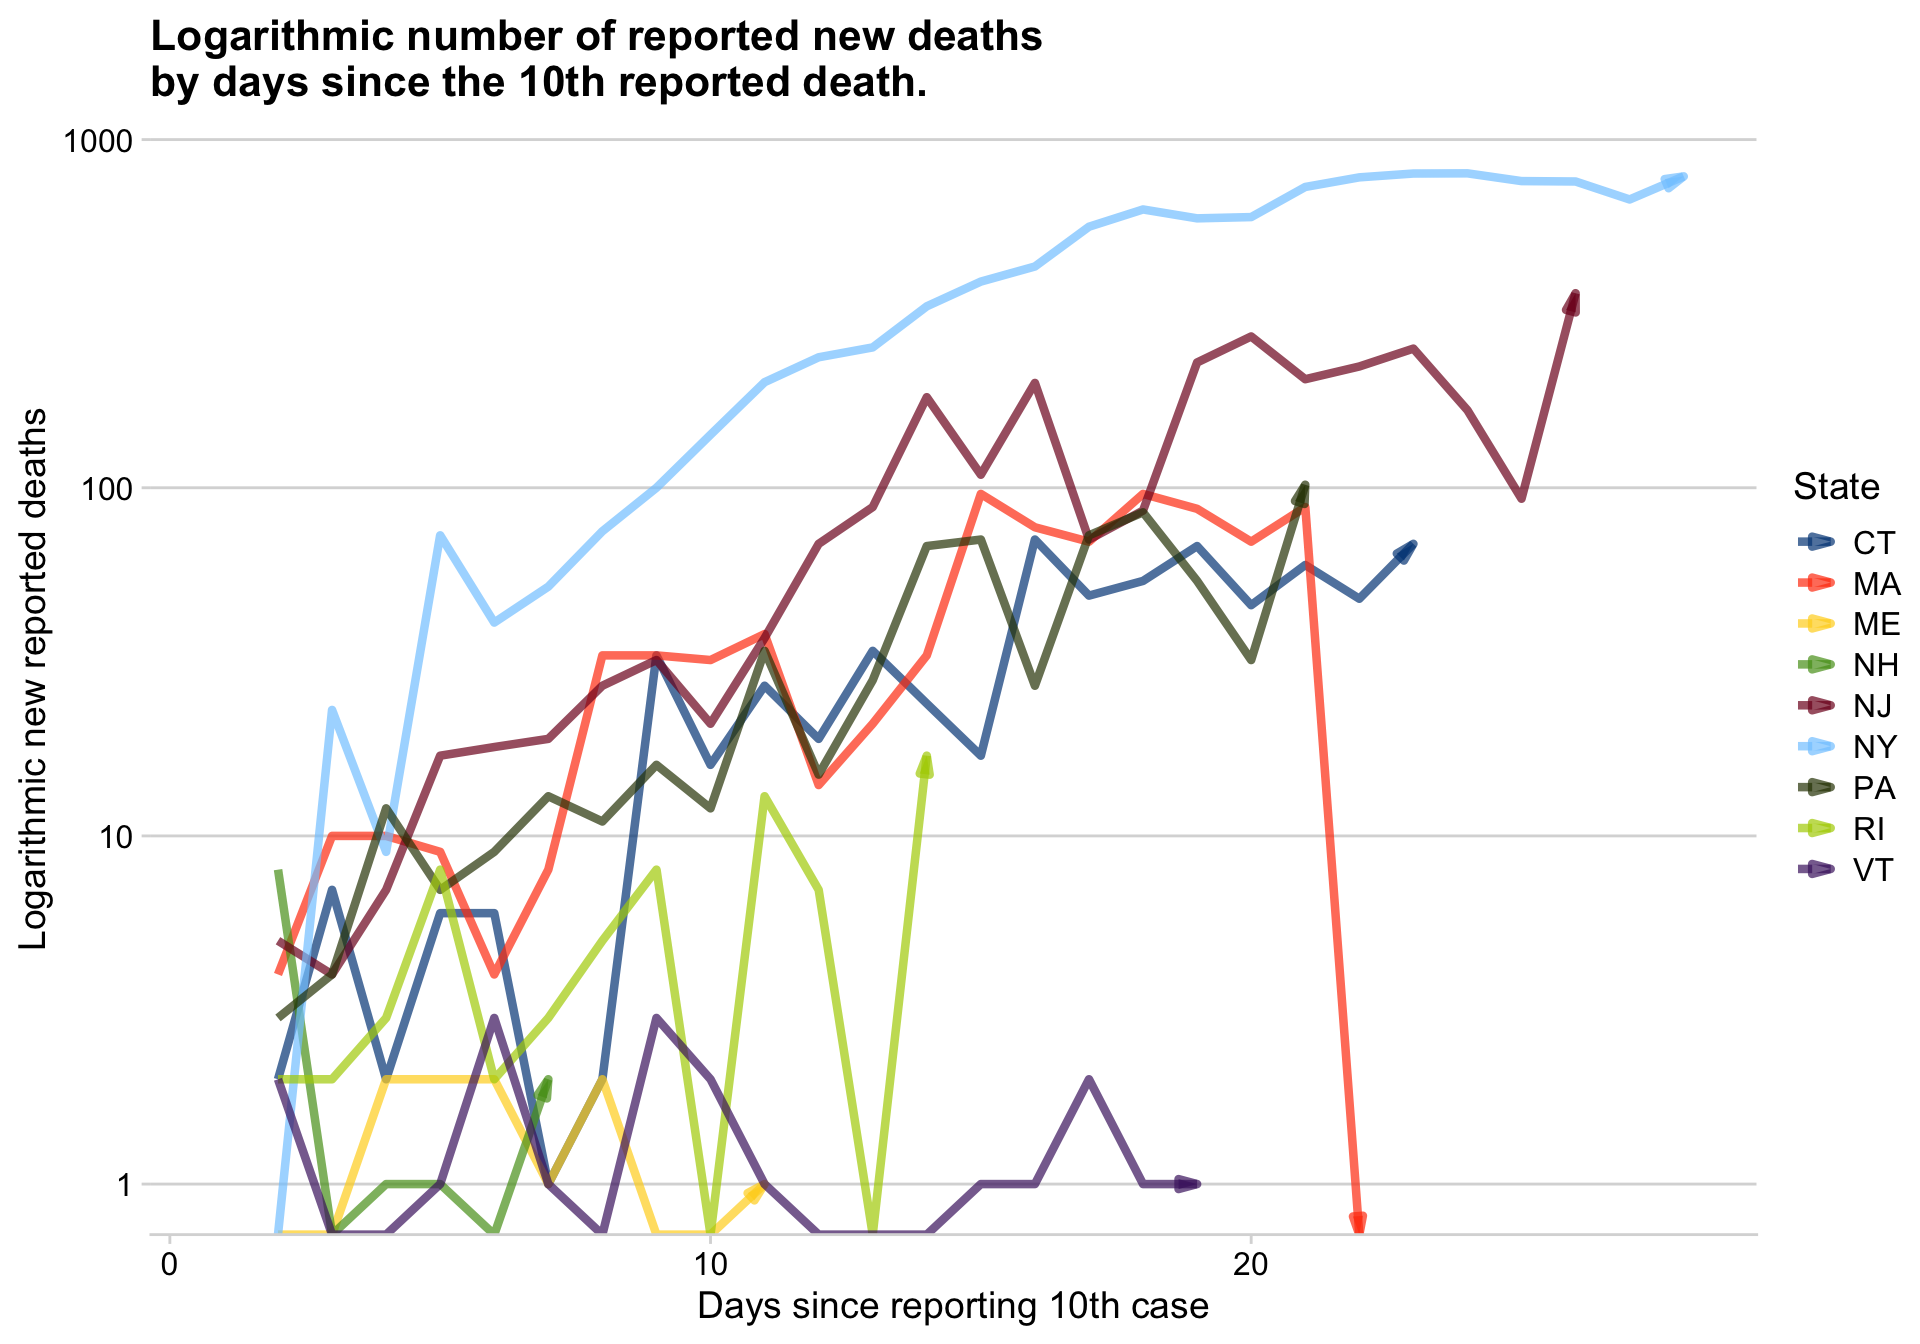 Logarithmic number of reported new deaths
by days since the 10th reported death.
Logarithmic new reported deaths
1000
100
10
1
0
10
20
Days since reporting 10th case
State
CT
MA
ME
NH
NJ
NY
PA
RI
VT